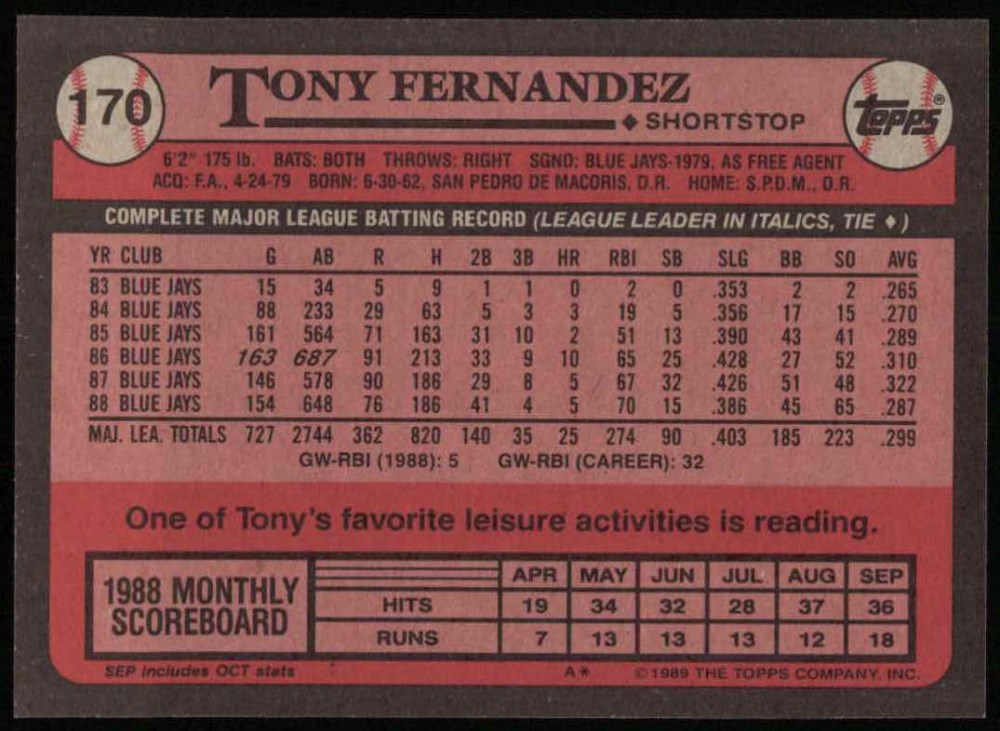 170
TONY FERNANDEZ
♦ SHORTSTOP
TOPPS®
6'2" 175 lb. BATS: BOTH THROWS: RIGHT SGND: BLUE JAYS-1979, AS FREE AGENT
ACQ: F.A., 4-24-79 BORN: 6-30-62, SAN PEDRO DE MACORIS, D.R. HOME: S.P.D.M., D.R.
COMPLETE MAJOR LEAGUE BATTING RECORD (LEAGUE LEADER IN ITALICS, TIE ♦)
YR CLUB G AB R H 2B 3B HR RBI SB SLG BB SO AVG
83 BLUE JAYS 15 34 5 9 1 1 0 2 0 .353 2 2 .265
84 BLUE JAYS 88 233 29 63 5 3 3 19 5 .356 17 15 .270
85 BLUE JAYS 161 564 71 163 31 10 2 51 13 .390 43 41 .289
86 BLUE JAYS 163 687 91 213 33 9 10 65 25 .428 27 52 .310
87 BLUE JAYS 146 578 90 186 29 8 5 67 32 .426 51 48 .322
88 BLUE JAYS 154 648 76 186 41 4 5 70 15 .386 45 65 .287
MAJ. LEA. TOTALS 727 2744 362 820 140 35 25 274 90 .403 185 223 .299
GW-RBI (1988): 5 GW-RBI (CAREER): 32
One of Tony's favorite leisure activities is reading.
1988 MONTHLY
SCOREBOARD
APR MAY JUN JUL AUG SEP
HITS 19 34 32 28 37 36
RUNS 7 13 13 13 12 18
SEP includes OCT stats A* © 1989 THE TOPPS COMPANY, INC.